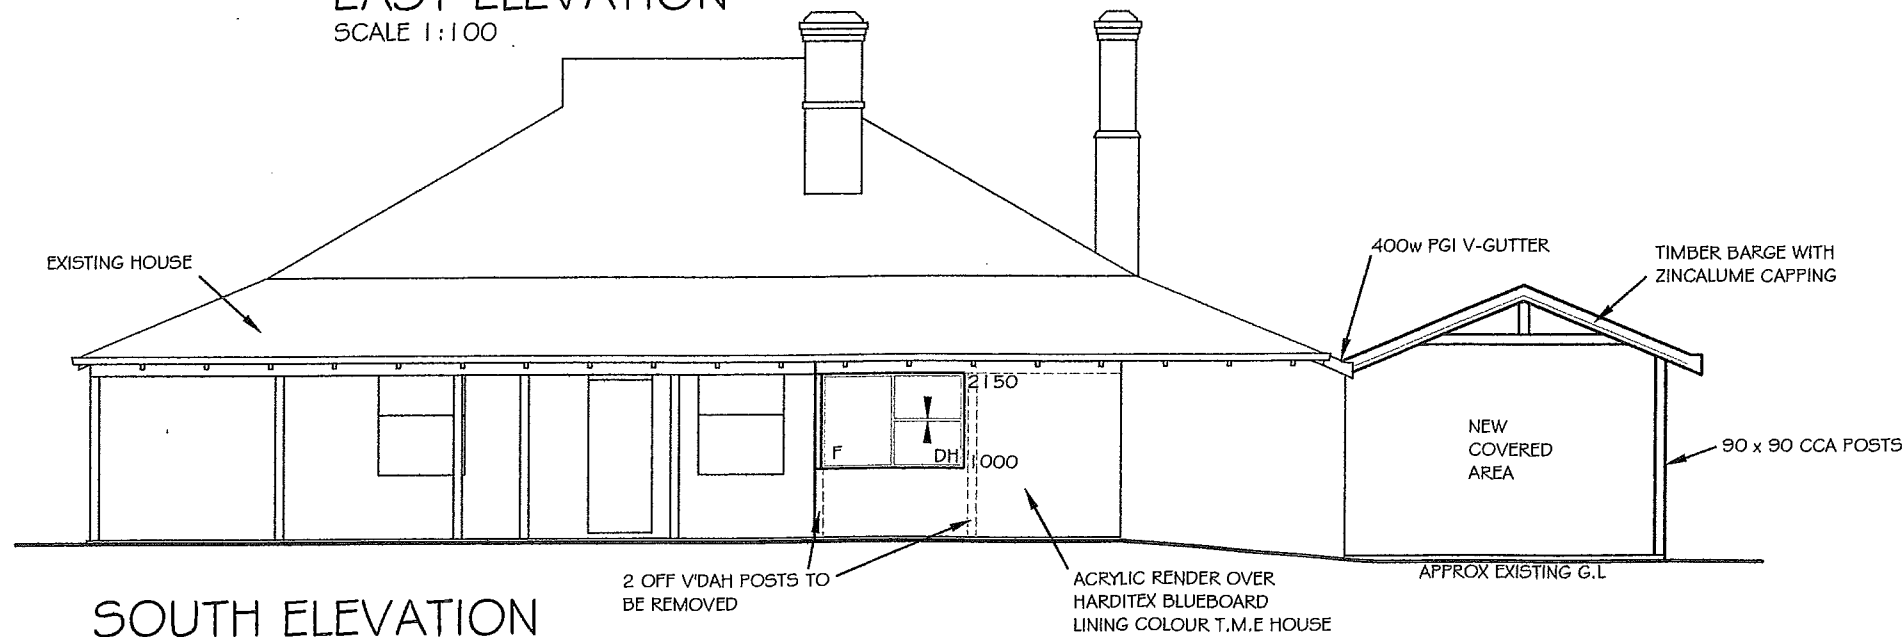 EAST ELEVATION
SCALE 1:100
EXISTING HOUSE
400w PGI V-GUTTER
TIMBER BARGE WITH
ZINCALUME CAPPING
2150
F
DH
1000
NEW
COVERED
AREA
90 x 90 CCA POSTS
2 OFF V'DAH POSTS TO
BE REMOVED
ACRYLIC RENDER OVER
HARDITEX BLUEBOARD
LINING COLOUR T.M.E HOUSE
APPROX EXISTING G.L
SOUTH ELEVATION